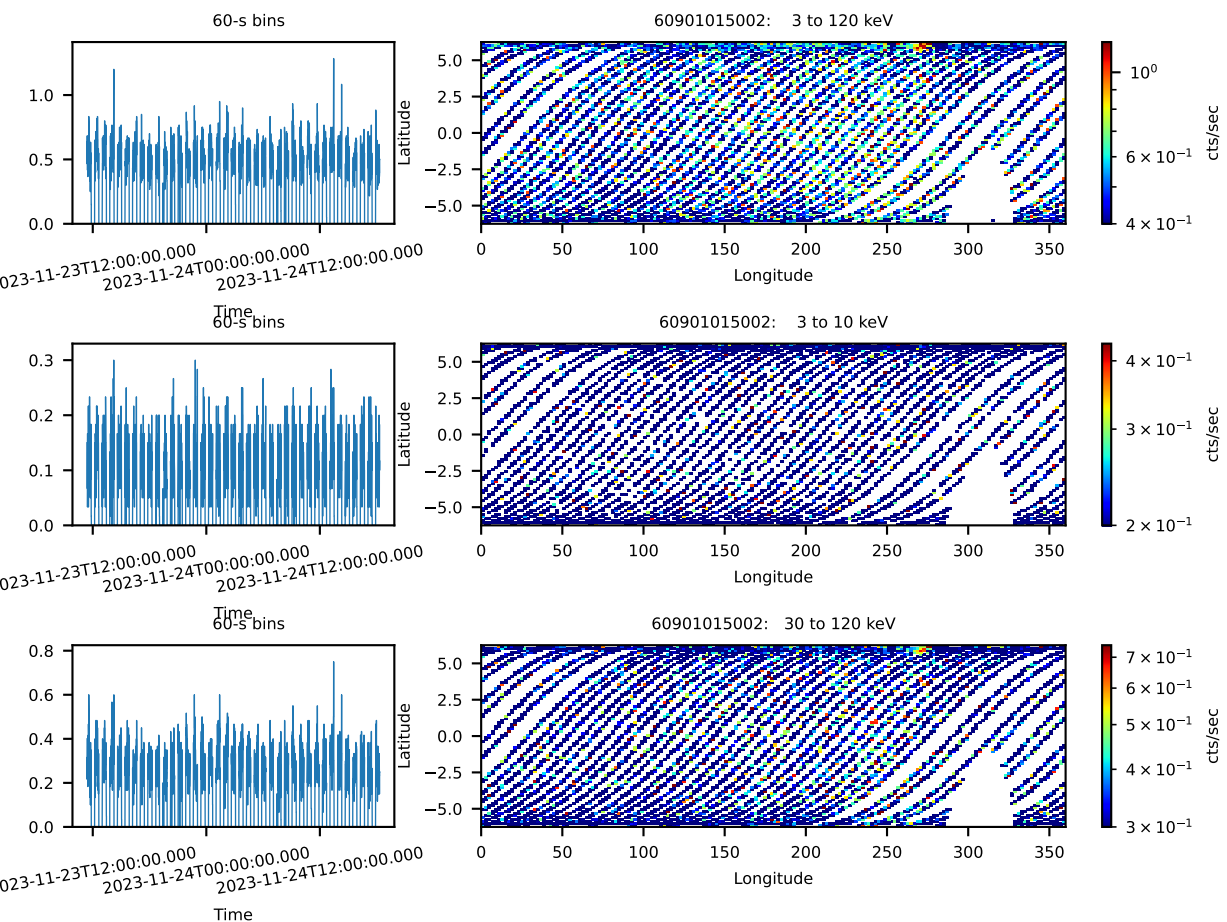 60-s bins
60901015002:    3 to 120 keV
1.0
0.5
0.0
Latitude
5.0
2.5
0.0
−2.5
−5.0
10⁰
6 × 10⁻¹
4 × 10⁻¹
cts/sec
0 50 100 150 200 250 300 350
Longitude
023-11-23T12:00:00.000
2023-11-24T00:00:00.000
2023-11-24T12:00:00.000
Time
60-s bins
60901015002:    3 to 10 keV
0.3
0.2
0.1
0.0
Latitude
5.0
2.5
0.0
−2.5
−5.0
4 × 10⁻¹
3 × 10⁻¹
2 × 10⁻¹
cts/sec
0 50 100 150 200 250 300 350
Longitude
023-11-23T12:00:00.000
2023-11-24T00:00:00.000
2023-11-24T12:00:00.000
Time
60-s bins
60901015002:   30 to 120 keV
0.8
0.6
0.4
0.2
0.0
Latitude
5.0
2.5
0.0
−2.5
−5.0
7 × 10⁻¹
6 × 10⁻¹
5 × 10⁻¹
4 × 10⁻¹
3 × 10⁻¹
cts/sec
0 50 100 150 200 250 300 350
Longitude
023-11-23T12:00:00.000
2023-11-24T00:00:00.000
2023-11-24T12:00:00.000
Time